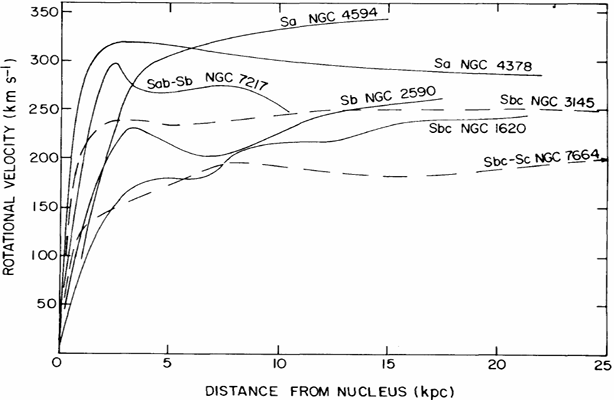 ROTATIONAL VELOCITY (km s⁻¹)
350
300
250
200
150
100
50
0
5
10
15
20
25
DISTANCE FROM NUCLEUS (kpc)
Sa NGC 4594
Sa NGC 4378
Sab-Sb NGC 7217
Sb NGC 2590
Sbc NGC 3145
Sbc NGC 1620
Sbc-Sc NGC 7664